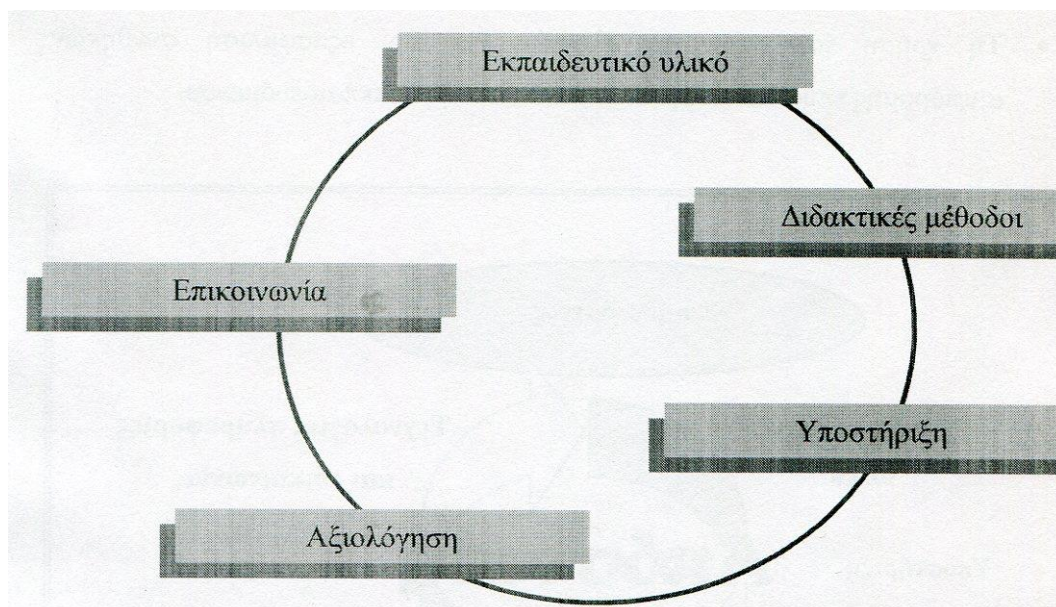 Εκπαιδευτικό υλικό
Διδακτικές μέθοδοι
Επικοινωνία
Υποστήριξη
Αξιολόγηση